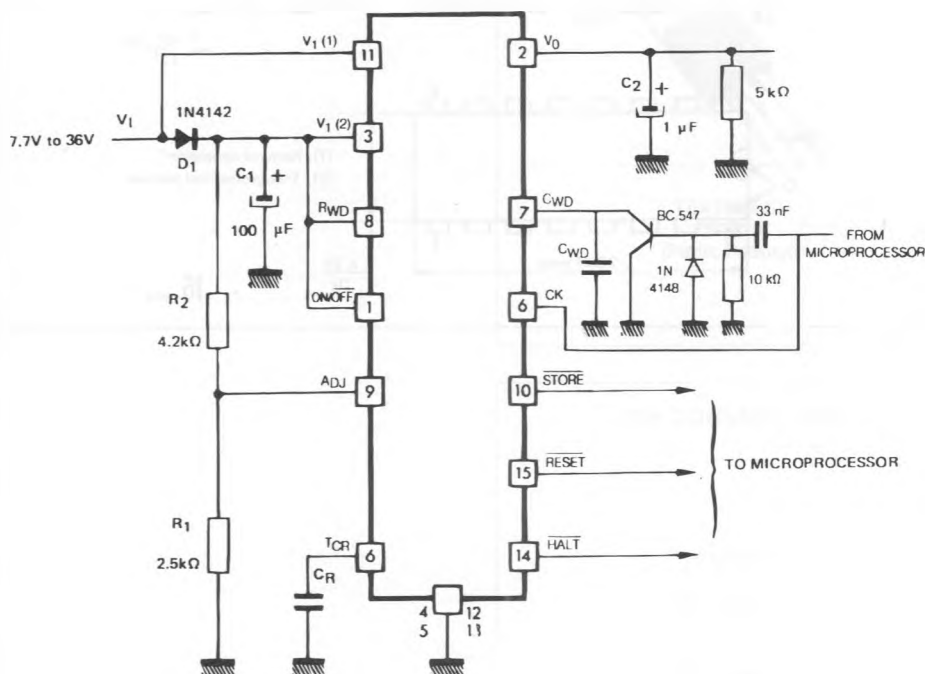 V1 (1)
11
2
VO
C2
+
1 µF
5 kΩ
1N4142
7.7V to 36V
VI
D1
V1 (2)
3
C1
+
100 µF
RWD
8
ON/OFF
1
7
CWD
BC 547
33 nF
FROM
MICROPROCESSOR
CWD
1N
4148
10 kΩ
6
CK
R2
4.2kΩ
ADJ
9
10
STORE
15
RESET
TO MICROPROCESSOR
R1
2.5kΩ
TCR
6
CR
14
HALT
4
12
5
13